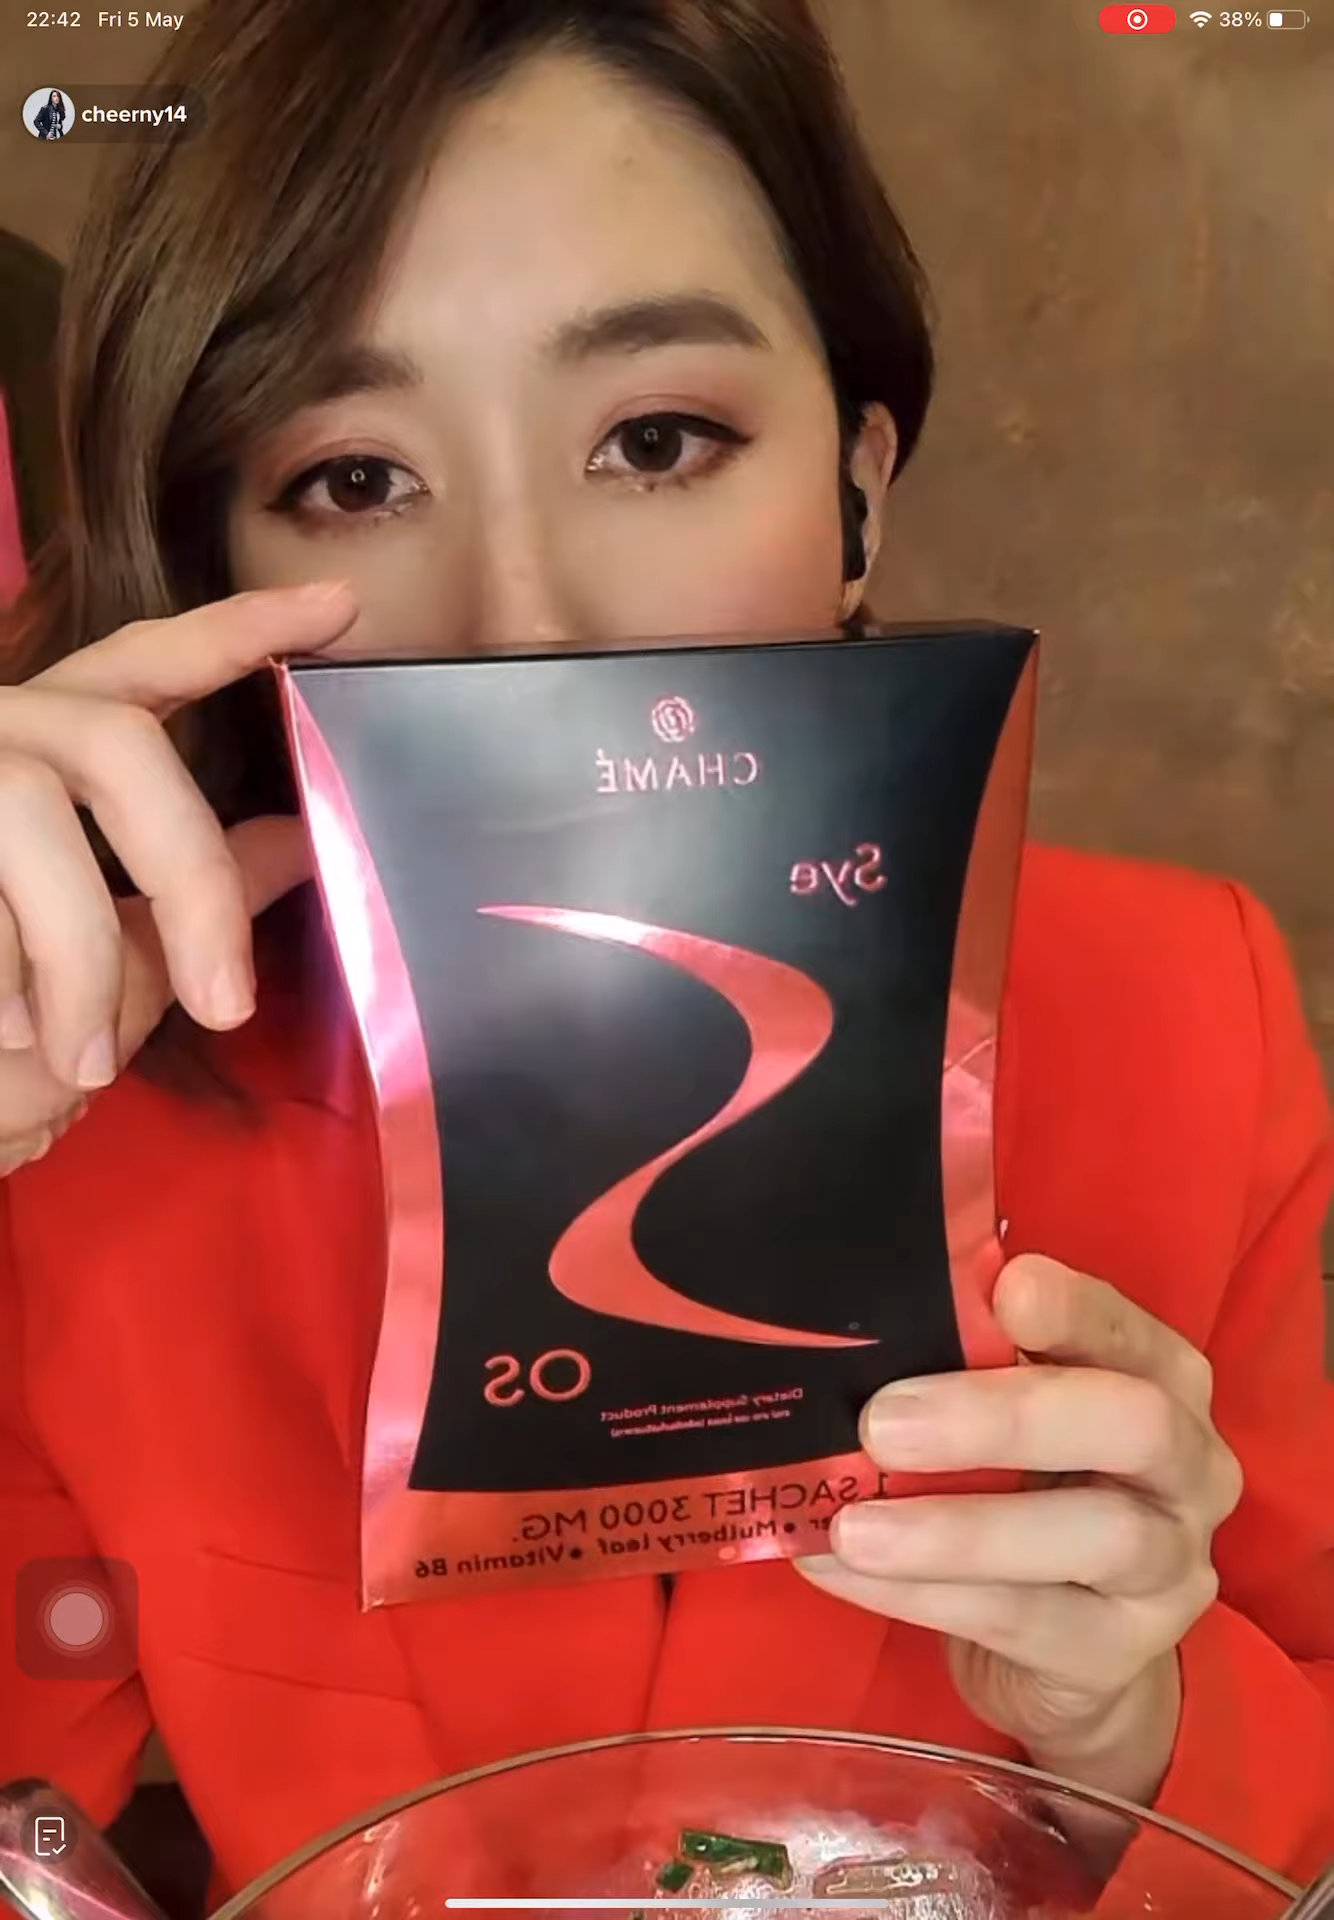 22:42 Fri 5 May
38%
cheerny14
CHAMÉ
Sye
S
OS
Dietary Supplement Product
1 SACHET 3000 MG.
• Mulberry leaf • Vitamin B6